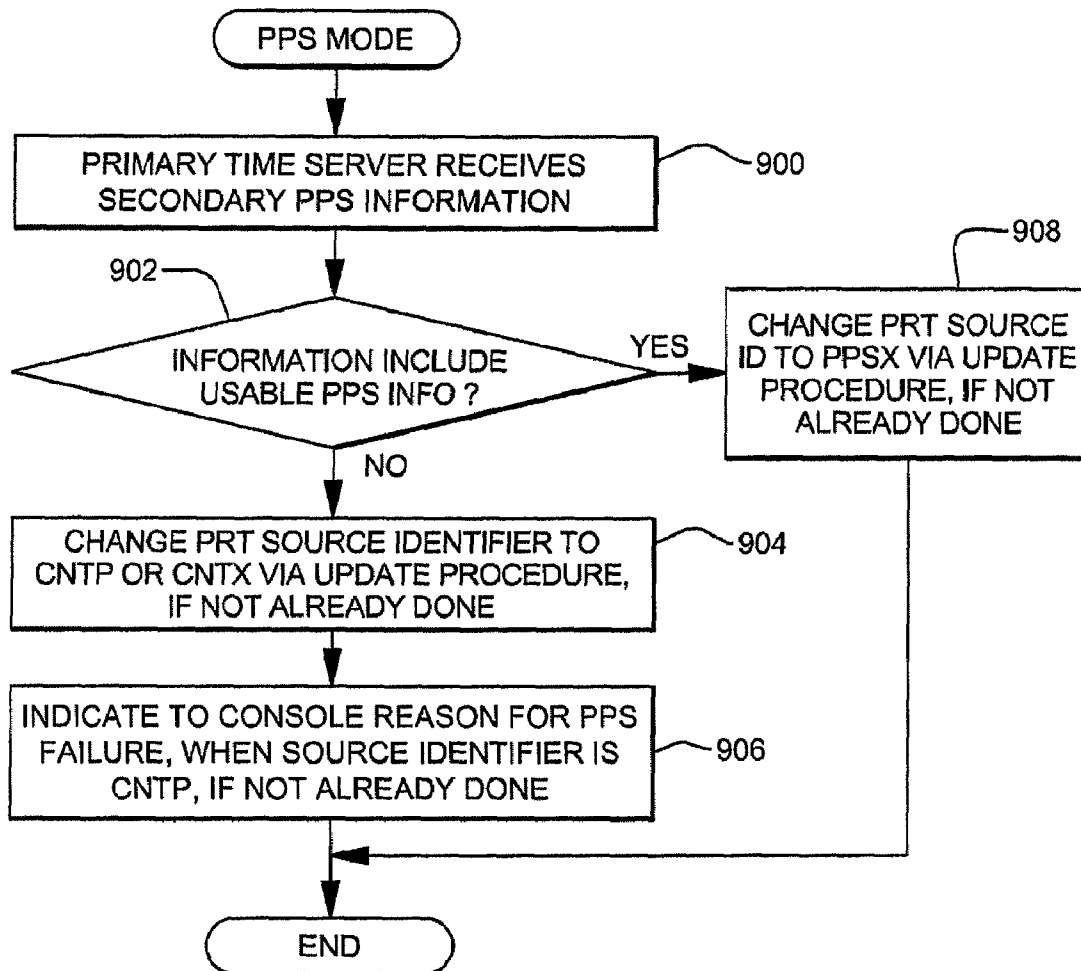 PPS MODE
PRIMARY TIME SERVER RECEIVES
SECONDARY PPS INFORMATION
900
902
INFORMATION INCLUDE
USABLE PPS INFO ?
YES
NO
908
CHANGE PRT SOURCE
ID TO PPSX VIA UPDATE
PROCEDURE, IF NOT
ALREADY DONE
CHANGE PRT SOURCE IDENTIFIER TO
CNTP OR CNTX VIA UPDATE PROCEDURE,
IF NOT ALREADY DONE
904
INDICATE TO CONSOLE REASON FOR PPS
FAILURE, WHEN SOURCE IDENTIFIER IS
CNTP, IF NOT ALREADY DONE
906
END